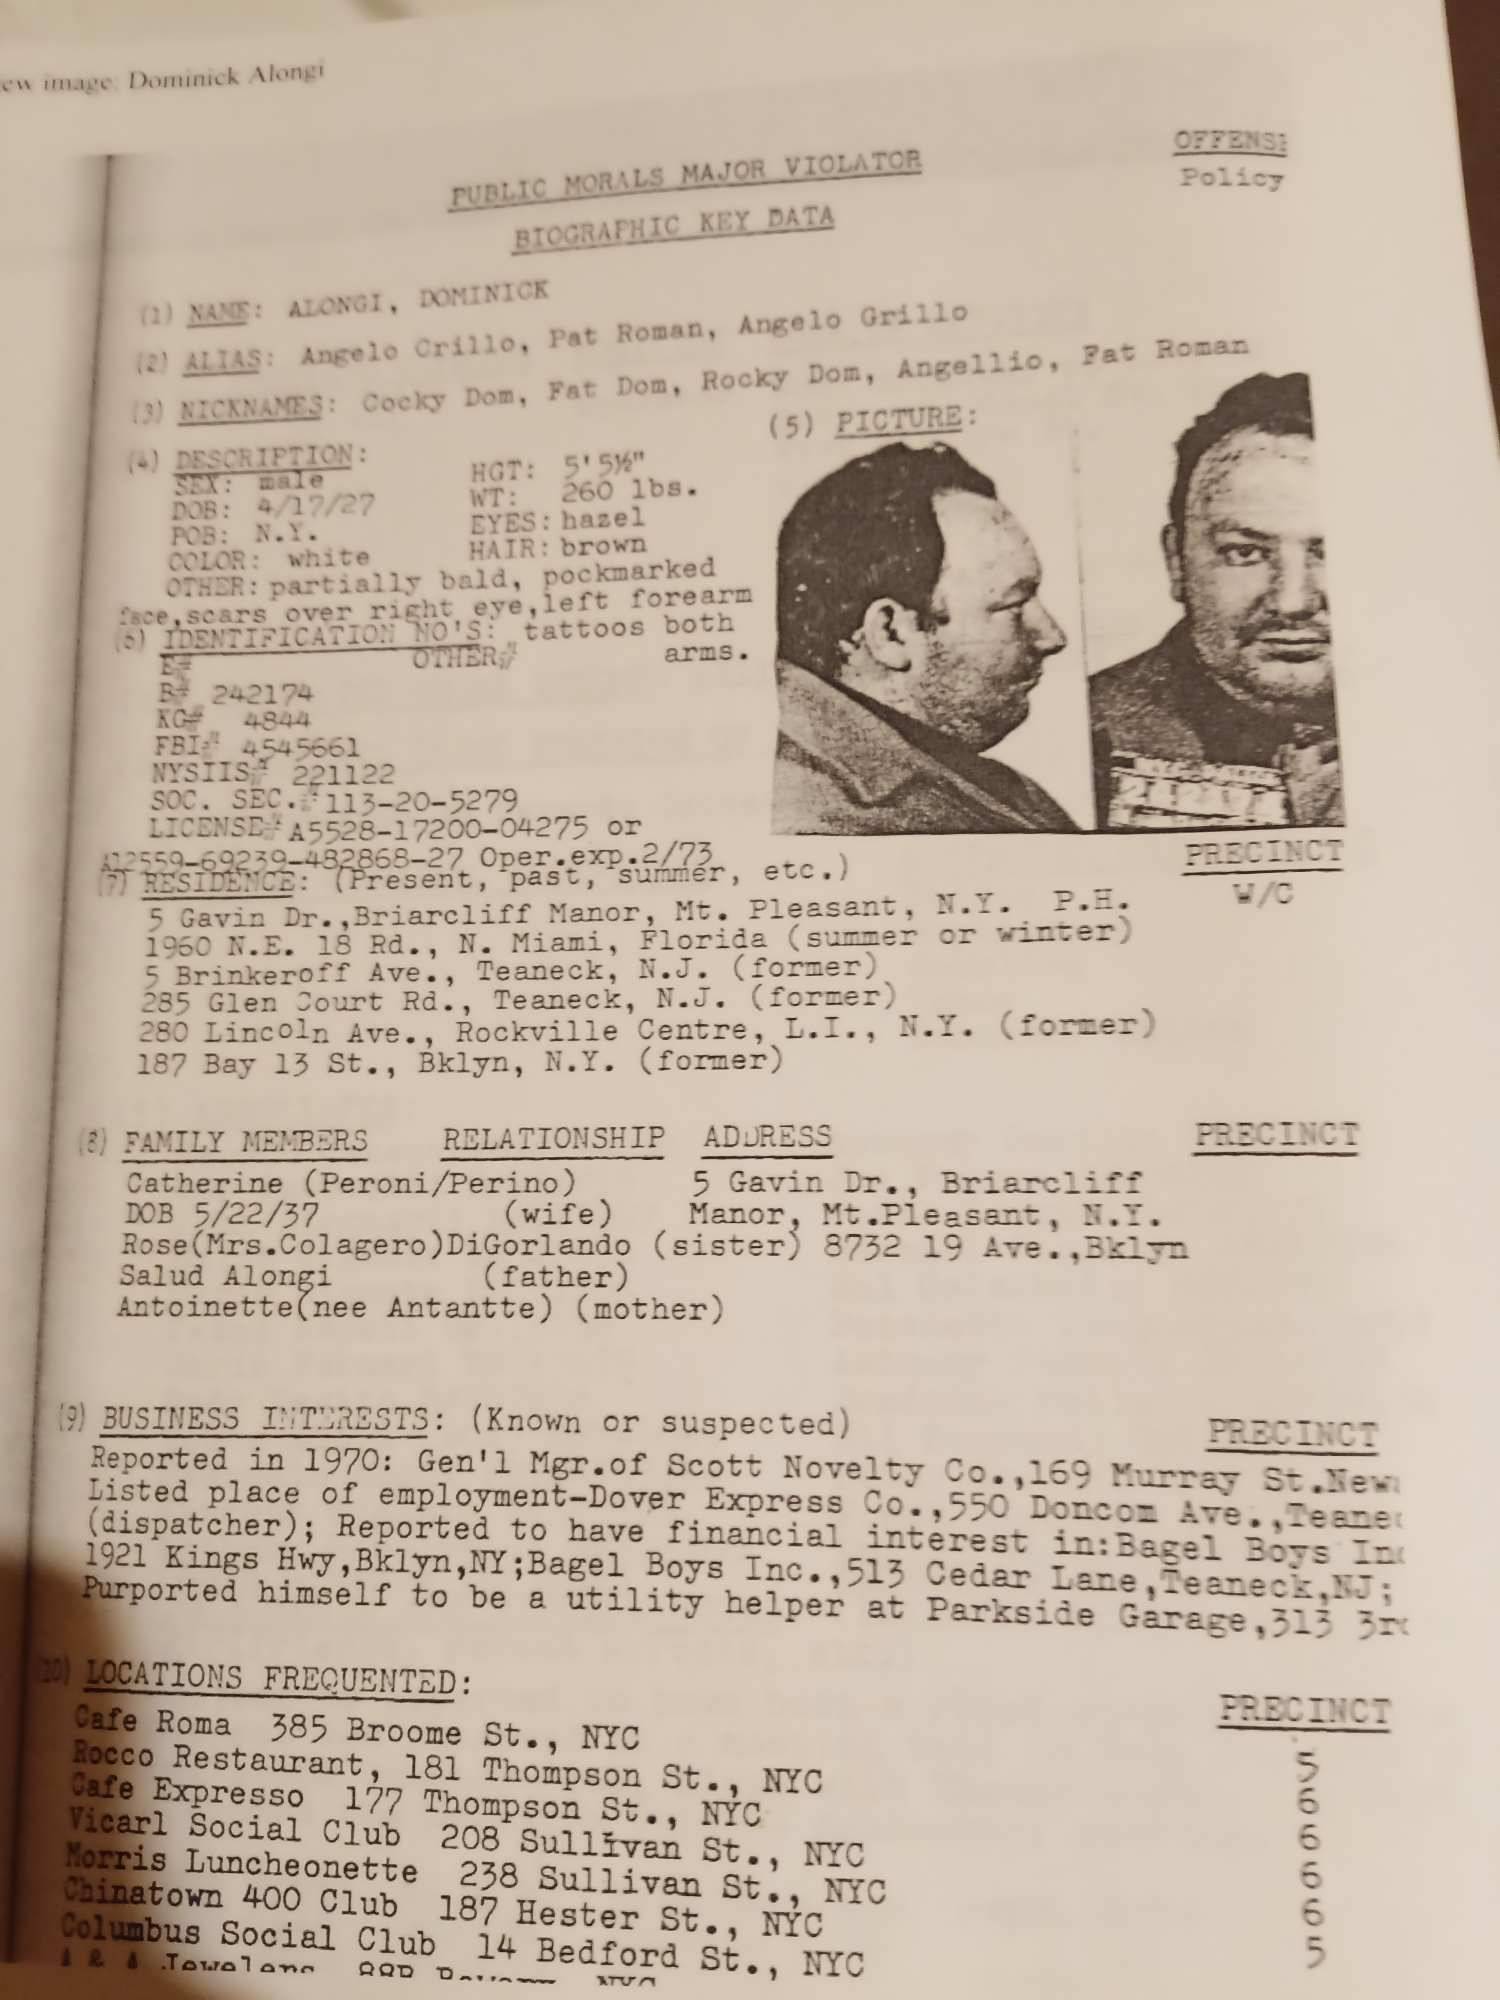 ew image: Dominick Alongi
OFFENSE
Policy
PUBLIC MORALS MAJOR VIOLATOR
BIOGRAPHIC KEY DATA
(1) NAME: ALONGI, DOMINICK
(2) ALIAS: Angelo Crillo, Pat Roman, Angelo Grillo
(3) NICKNAMES: Cocky Dom, Fat Dom, Rocky Dom, Angellio, Fat Roman
(4) DESCRIPTION:
(5) PICTURE:
SEX: male HGT: 5'5½"
DOB: 4/17/27 WT: 260 lbs.
POB: N.Y. EYES: hazel
COLOR: white HAIR: brown
OTHER: partially bald, pockmarked
face,scars over right eye,left forearm
(6) IDENTIFICATION NO'S: tattoos both
E# OTHER# arms.
B# 242174
KG# 4844
FBI# 4545661
NYSIIS# 221122
SOC. SEC.# 113-20-5279
LICENSE# A5528-17200-04275 or
A12559-69239-482868-27 Oper.exp.2/73
(7) RESIDENCE: (Present, past, summer, etc.) PRECINCT
5 Gavin Dr.,Briarcliff Manor, Mt. Pleasant, N.Y. P.H. W/C
1960 N.E. 18 Rd., N. Miami, Florida (summer or winter)
5 Brinkeroff Ave., Teaneck, N.J. (former)
285 Glen Court Rd., Teaneck, N.J. (former)
280 Lincoln Ave., Rockville Centre, L.I., N.Y. (former)
187 Bay 13 St., Bklyn, N.Y. (former)
(8) FAMILY MEMBERS RELATIONSHIP ADDRESS PRECINCT
Catherine (Peroni/Perino) 5 Gavin Dr., Briarcliff
DOB 5/22/37 (wife) Manor, Mt.Pleasant, N.Y.
Rose(Mrs.Colagero)DiGorlando (sister) 8732 19 Ave.,Bklyn
Salud Alongi (father)
Antoinette(nee Antantte) (mother)
(9) BUSINESS INTERESTS: (Known or suspected) PRECINCT
Reported in 1970: Gen'l Mgr.of Scott Novelty Co.,169 Murray St.New
Listed place of employment-Dover Express Co.,550 Doncom Ave.,Teanec
(dispatcher); Reported to have financial interest in:Bagel Boys Inc
1921 Kings Hwy,Bklyn,NY;Bagel Boys Inc.,513 Cedar Lane,Teaneck,NJ;
Purported himself to be a utility helper at Parkside Garage,313 3r
(10) LOCATIONS FREQUENTED: PRECINCT
Cafe Roma 385 Broome St., NYC 5
Rocco Restaurant, 181 Thompson St., NYC 6
Cafe Expresso 177 Thompson St., NYC 6
Vicarl Social Club 208 Sullivan St., NYC 6
Morris Luncheonette 238 Sullivan St., NYC 6
Chinatown 400 Club 187 Hester St., NYC 5
Columbus Social Club 14 Bedford St., NYC
A & A Jewelers NYC